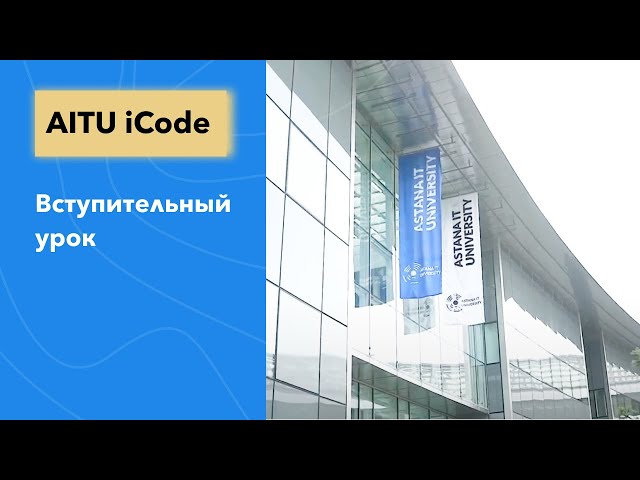 AITU iCode
Вступительный
урок
ASTANA IT
UNIVERSITY
ASTANA IT
UNIVERSITY
ASTANA IT
UNIVERSITY
ASTANA IT
UNIVERSITY